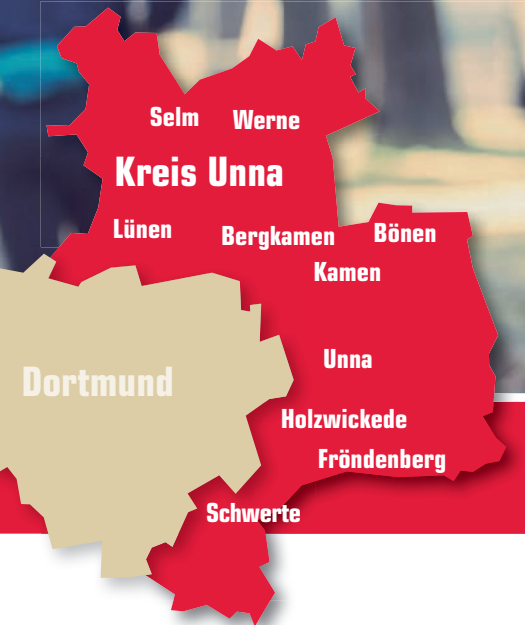 Selm
Werne
Kreis Unna
Lünen
Bergkamen
Bönen
Kamen
Unna
Dortmund
Holzwickede
Fröndenberg
Schwerte